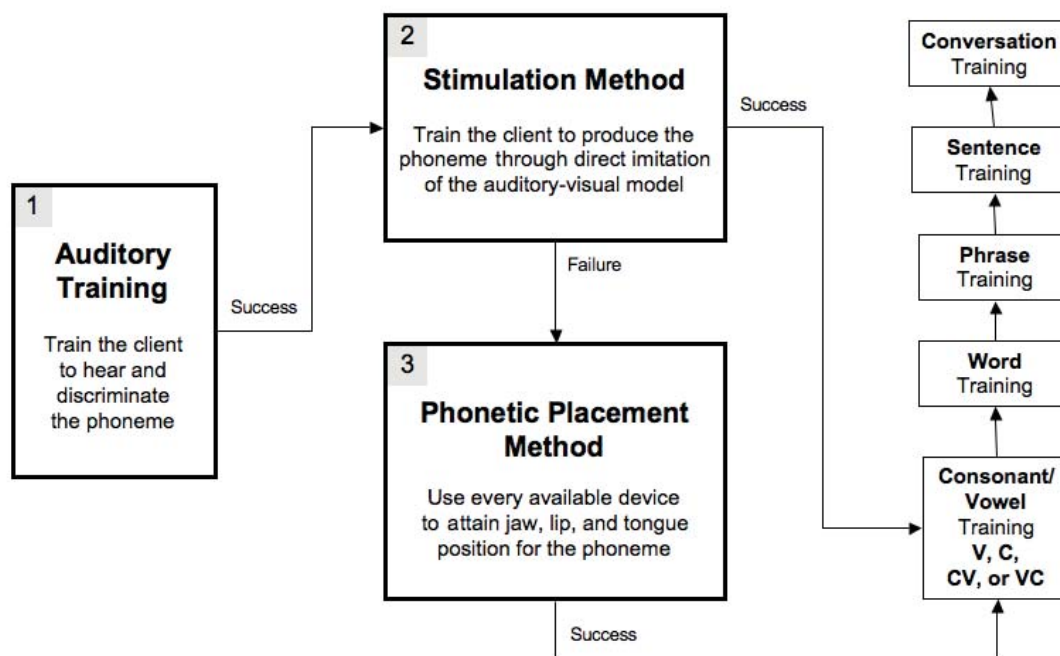 1
Auditory
Training
Train the client
to hear and
discriminate
the phoneme
Success
2
Stimulation Method
Train the client to produce the
phoneme through direct imitation
of the auditory-visual model
Success
Failure
3
Phonetic Placement
Method
Use every available device
to attain jaw, lip, and tongue
position for the phoneme
Success
Conversation
Training
Sentence
Training
Phrase
Training
Word
Training
Consonant/
Vowel
Training
V, C,
CV, or VC